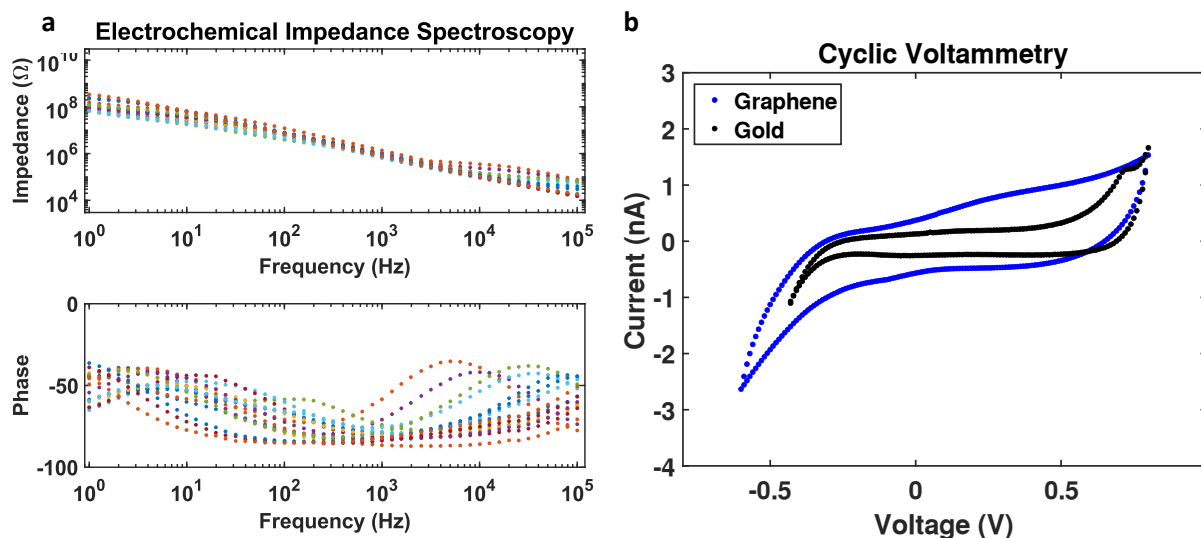 a
Electrochemical Impedance Spectroscopy
Impedance (Ω)
10^10
10^8
10^6
10^4
10^0 10^1 10^2 10^3 10^4 10^5
Frequency (Hz)
Phase
-0
-50
-100
10^0 10^1 10^2 10^3 10^4 10^5
Frequency (Hz)
b
Cyclic Voltammetry
Graphene
Gold
Current (nA)
3
2
1
0
-1
-2
-3
-4
-0.5 0 0.5
Voltage (V)